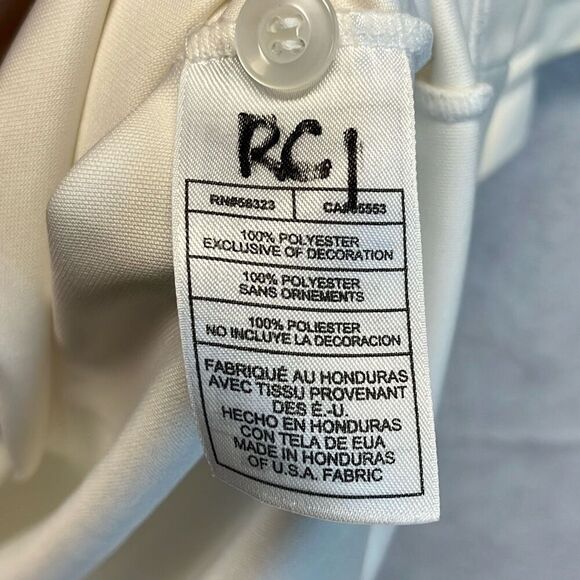 RC1
RN#58323
100% POLYESTER
EXCLUSIVE OF DECORATION
100% POLYESTER
SANS ORNEMENTS
100% POLIESTER
NO INCLUYE LA DECORACION
FABRIQUÉ AU HONDURAS
AVEC TISSU PROVENANT
DES É.-U.
HECHO EN HONDURAS
CON TELA DE EUA
MADE IN HONDURAS
OF U.S.A. FABRIC